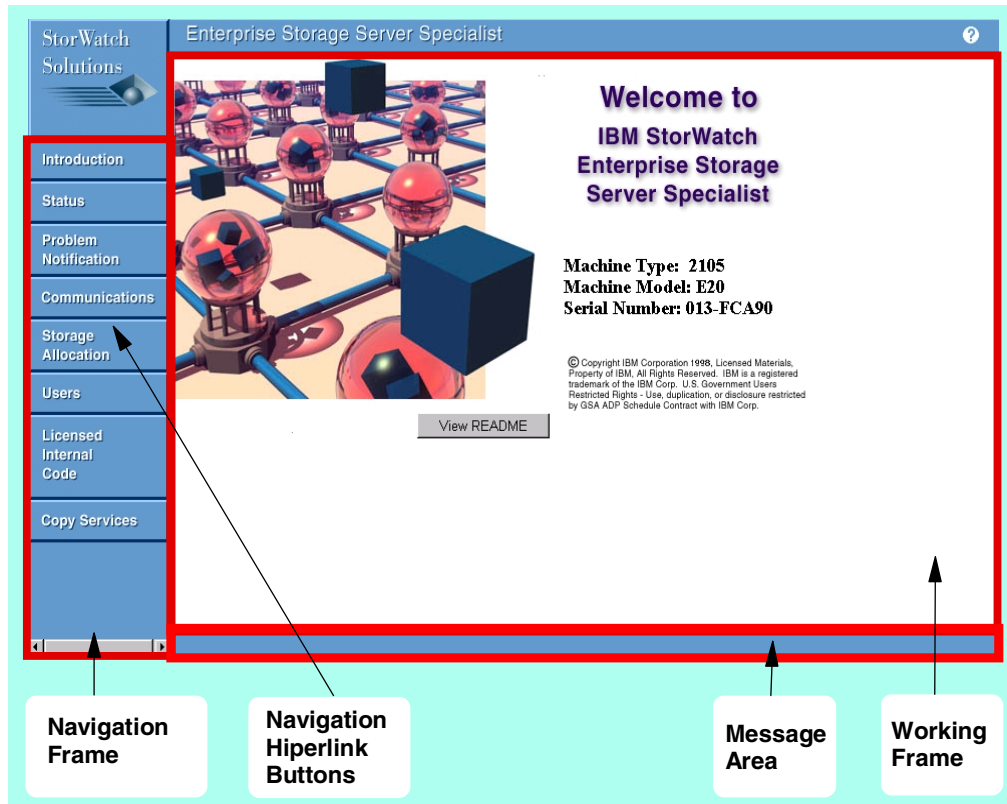 StorWatch
Solutions
Enterprise Storage Server Specialist
?
Introduction
Status
Problem
Notification
Communications
Storage
Allocation
Users
Licensed
Internal
Code
Copy Services
Welcome to
IBM StorWatch
Enterprise Storage
Server Specialist
Machine Type: 2105
Machine Model: E20
Serial Number: 013-FCA90
© Copyright IBM Corporation 1998, Licensed Materials,
Property of IBM, All Rights Reserved. IBM is a registered
trademark of the IBM Corp. U.S. Government Users
Restricted Rights - Use, duplication, or disclosure restricted
by GSA ADP Schedule Contract with IBM Corp.
View README
Navigation
Frame
Navigation
Hiperlink
Buttons
Message
Area
Working
Frame